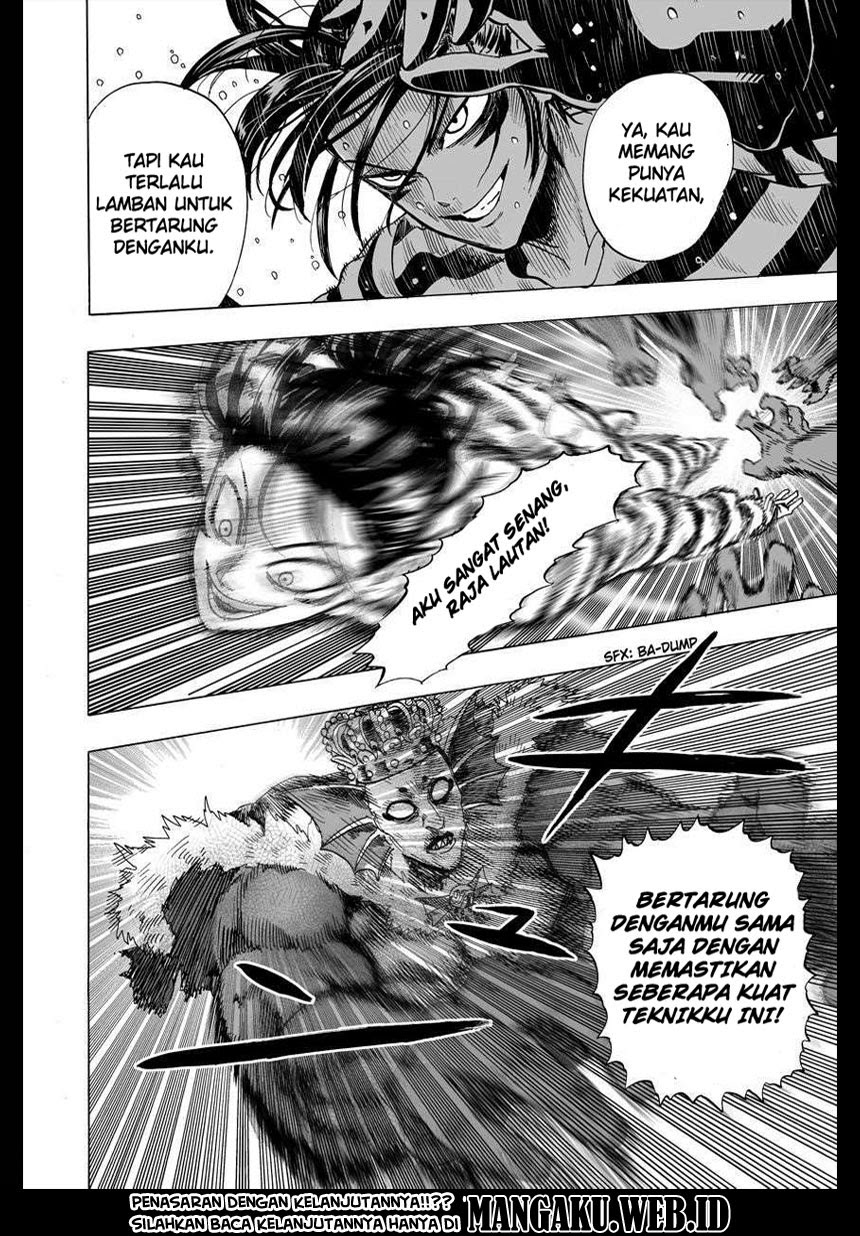 YA, KAU
MEMANG
PUNYA
KEKUATAN,
TAPI KAU
TERLALU
LAMBAN UNTUK
BERTARUNG
DENGANKU.
AKU SANGAT SENANG,
RAJA LAUTAN!
SFX: BA-DUMP
ドン
BERTARUNG
DENGANMU SAMA
SAJA DENGAN
MEMASTIKAN
SEBERAPA KUAT
TEKNIKKU INI!
PENASARAN DENGAN KELANJUTANNYA!!??
SILAHKAN BACA KELANJUTANNYA HANYA DI MANGAKU.WEB.ID